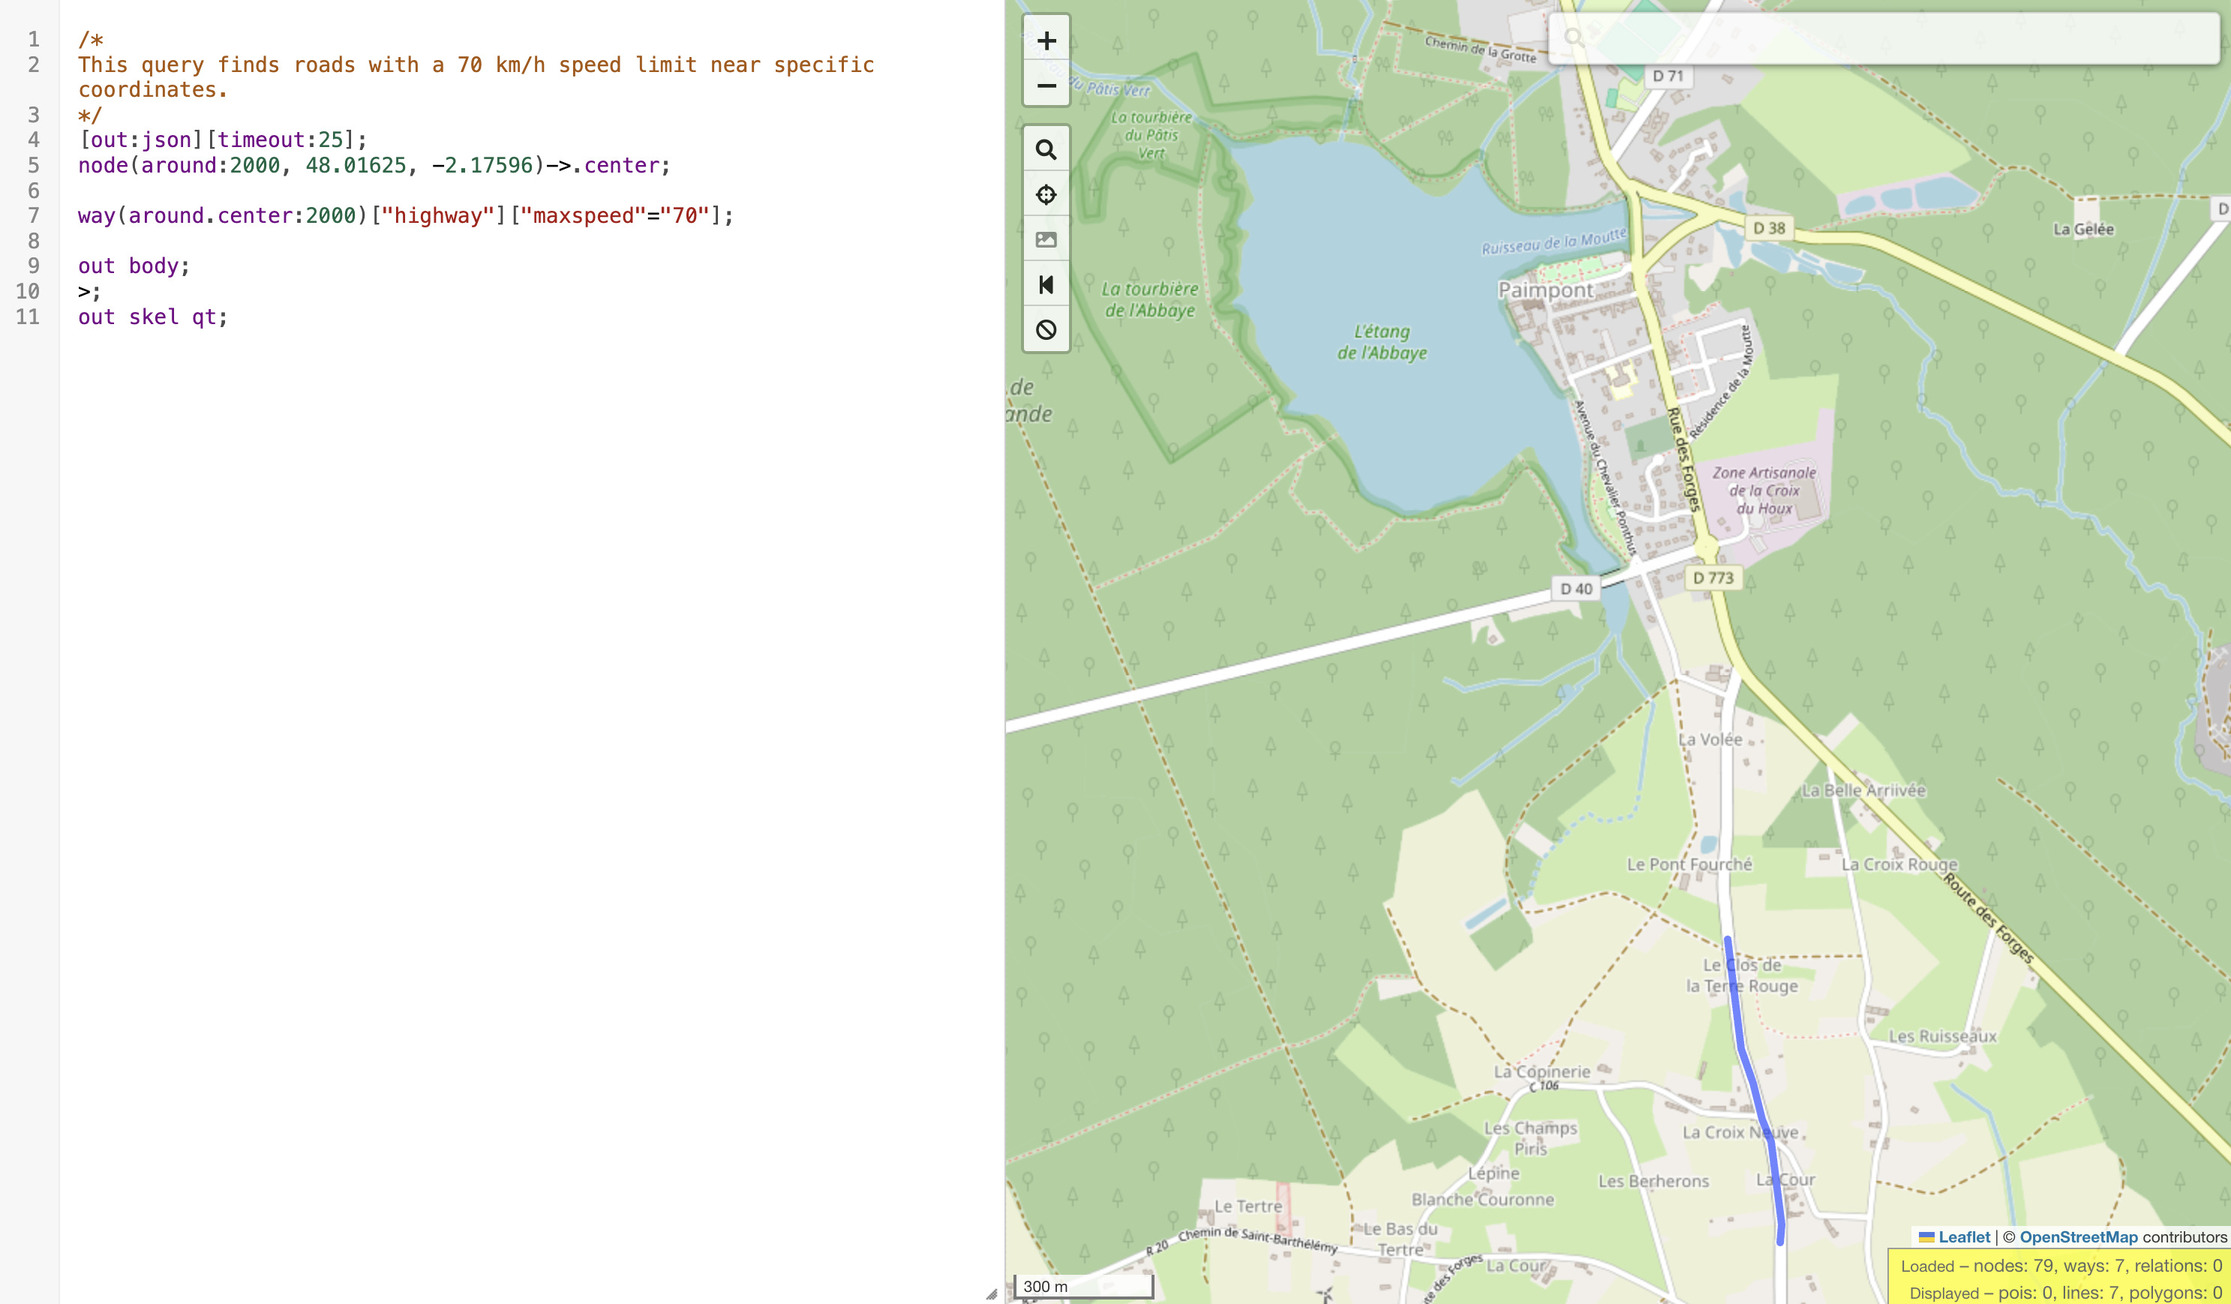 1 /*
2 This query finds roads with a 70 km/h speed limit near specific
coordinates.
3 */
4 [out:json][timeout:25];
5 node(around:2000, 48.01625, -2.17596)->.center;
6
7 way(around.center:2000)["highway"]["maxspeed"="70"];
8
9 out body;
10 >;
11 out skel qt;
+
−
Chemin de la Grotte
D 71
du Pâtis Vert
La tourbière
du Pâtis
Vert
D 38
D
La Gelée
Ruisseau de la Moutte
La tourbière
de l'Abbaye
Paimpont
L'étang
de l'Abbaye
de
ande
Résidence de la Moutte
Avenue du Chevalier Ponthus
Rue des Forges
Zone Artisanale
de la Croix
du Houx
D 40
D 773
La Volée
La Belle Arriivée
Le Pont Fourché
La Croix Rouge
Route des Forges
Le Clos de
la Terre Rouge
Les Ruisseaux
La Copinerie
C 106
Les Champs
Piris
La Croix Neuve
Lépine
Les Berherons
La Cour
Blanche Couronne
Le Tertre
Le Bas du
Tertre
R 20
Chemin de Saint-Barthélémy
te des Forges
La Cour
300 m
Leaflet | © OpenStreetMap contributors
Loaded – nodes: 79, ways: 7, relations: 0
Displayed – pois: 0, lines: 7, polygons: 0